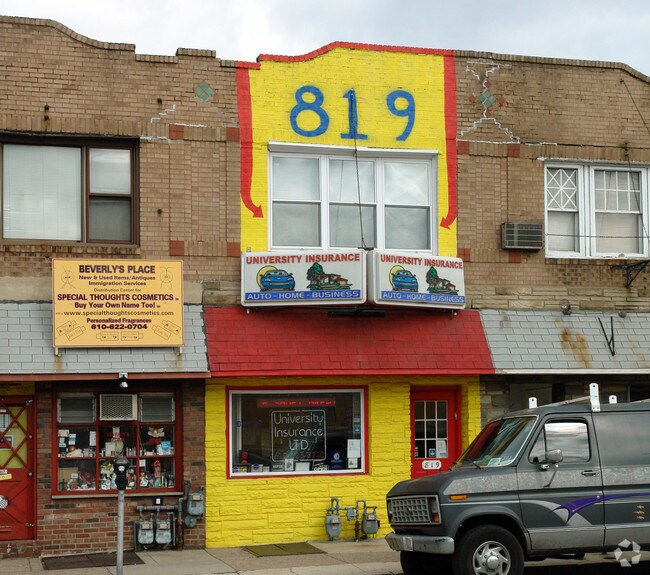 819
BEVERLY'S PLACE
New & Used Items/Antiques
Immigration Services
Distribution Center for
SPECIAL THOUGHTS COSMETICS
Buy Your Own Name Too!
Personalized Fragrances
610-622-0704
www.specialthoughtscosmetics.com
UNIVERSITY INSURANCE
AUTO - HOME - BUSINESS
UNIVERSITY INSURANCE
AUTO - HOME - BUSINESS
University
Insurance
LTD.
819